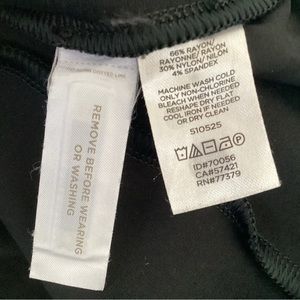 REMOVE BEFORE WEARING
OR WASHING
66% RAYON/
RAYONNE/ RAYON
30% NYLON/ NILON
4% SPANDEX
MACHINE WASH COLD
ONLY NON-CHLORINE
BLEACH WHEN NEEDED
RESHAPE DRY FLAT
COOL IRON IF NEEDED
OR DRY CLEAN
510525
ID#70056
CA#57421
RN#77379